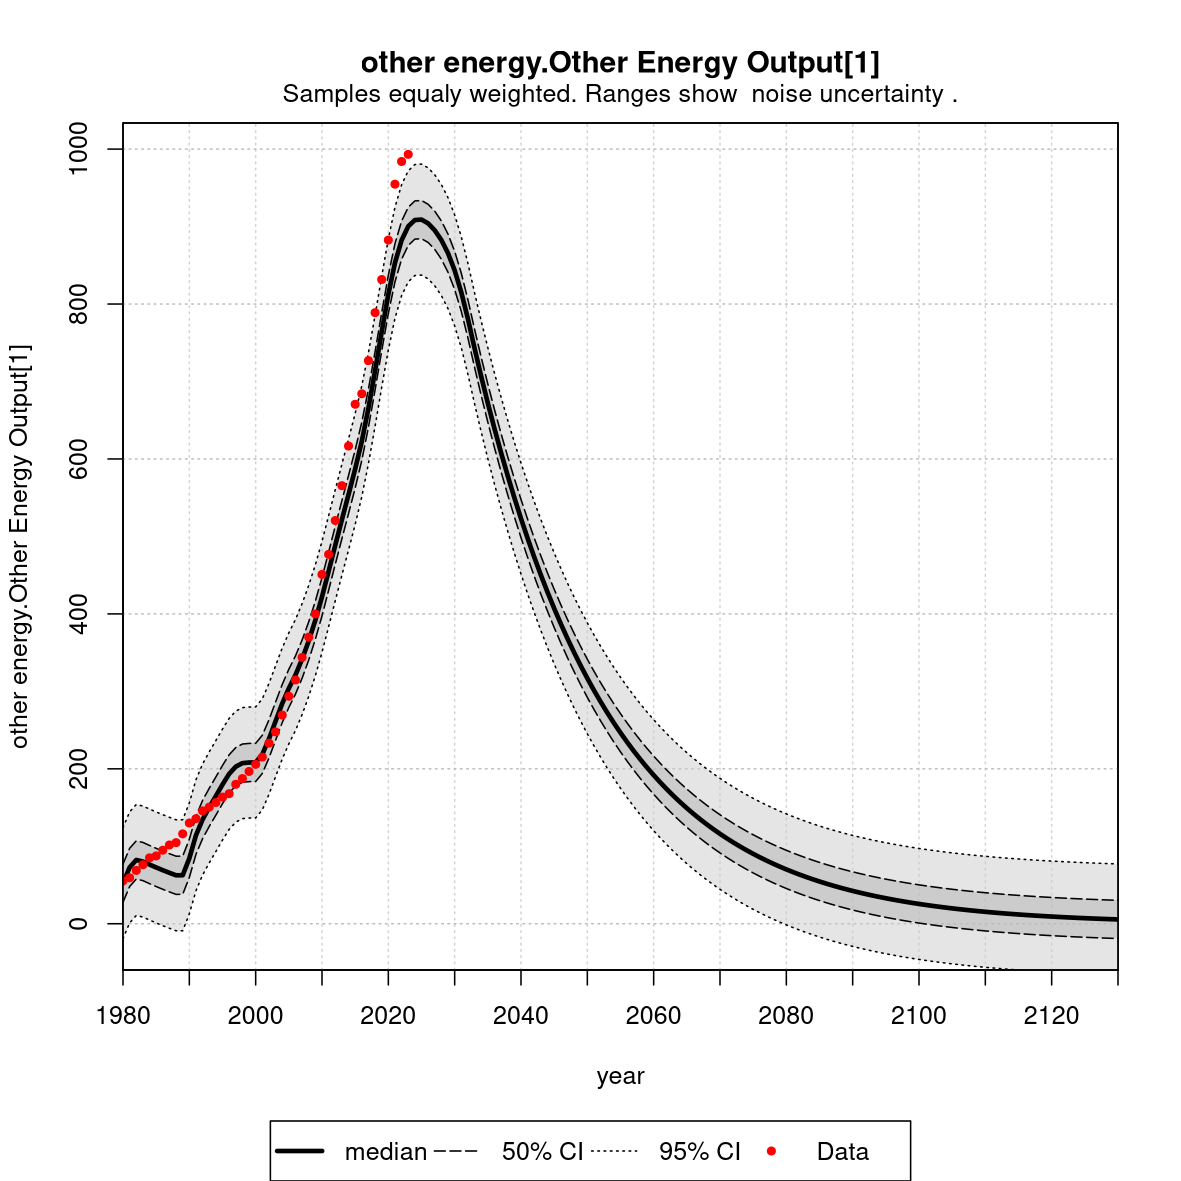 other energy.Other Energy Output[1]
Samples equaly weighted. Ranges show  noise uncertainty .
other energy.Other Energy Output[1]
1000
800
600
400
200
0
1980 2000 2020 2040 2060 2080 2100 2120
year
median 50% CI 95% CI Data